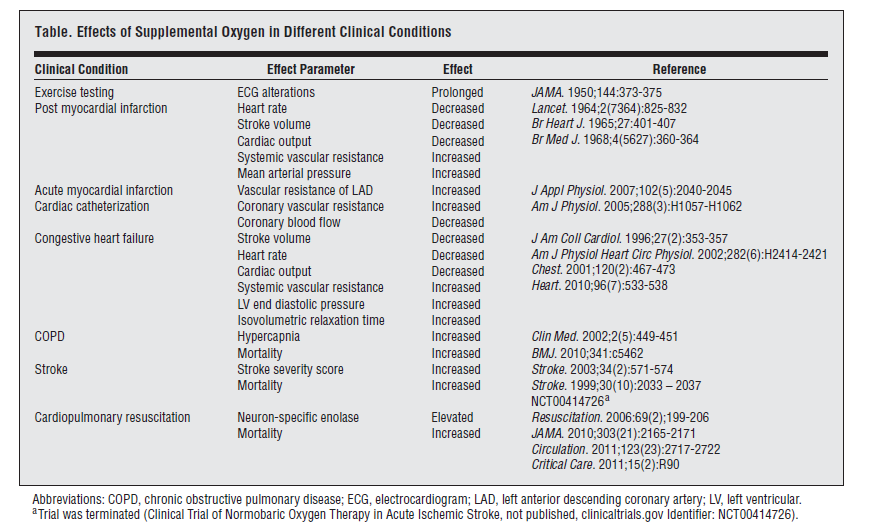 Table. Effects of Supplemental Oxygen in Different Clinical Conditions
Clinical Condition Effect Parameter Effect Reference
Exercise testing ECG alterations Prolonged JAMA. 1950;144:373-375
Post myocardial infarction Heart rate Decreased Lancet. 1964;2(7364):825-832
Stroke volume Decreased Br Heart J. 1965;27:401-407
Cardiac output Decreased Br Med J. 1968;4(5627):360-364
Systemic vascular resistance Increased
Mean arterial pressure Increased
Acute myocardial infarction Vascular resistance of LAD Increased J Appl Physiol. 2007;102(5):2040-2045
Cardiac catheterization Coronary vascular resistance Increased Am J Physiol. 2005;288(3):H1057-H1062
Coronary blood flow Decreased
Congestive heart failure Stroke volume Decreased J Am Coll Cardiol. 1996;27(2):353-357
Heart rate Decreased Am J Physiol Heart Circ Physiol. 2002;282(6):H2414-2421
Cardiac output Decreased Chest. 2001;120(2):467-473
Systemic vascular resistance Increased Heart. 2010;96(7):533-538
LV end diastolic pressure Increased
Isovolumetric relaxation time Increased
COPD Hypercapnia Increased Clin Med. 2002;2(5):449-451
Mortality Increased BMJ. 2010;341:c5462
Stroke Stroke severity score Increased Stroke. 2003;34(2):571-574
Mortality Increased Stroke. 1999;30(10):2033 – 2037
NCT00414726a
Cardiopulmonary resuscitation Neuron-specific enolase Elevated Resuscitation. 2006:69(2);199-206
Mortality Increased JAMA. 2010;303(21):2165-2171
Circulation. 2011;123(23):2717-2722
Critical Care. 2011;15(2):R90
Abbreviations: COPD, chronic obstructive pulmonary disease; ECG, electrocardiogram; LAD, left anterior descending coronary artery; LV, left ventricular.
aTrial was terminated (Clinical Trial of Normobaric Oxygen Therapy in Acute Ischemic Stroke, not published, clinicaltrials.gov Identifier: NCT00414726).